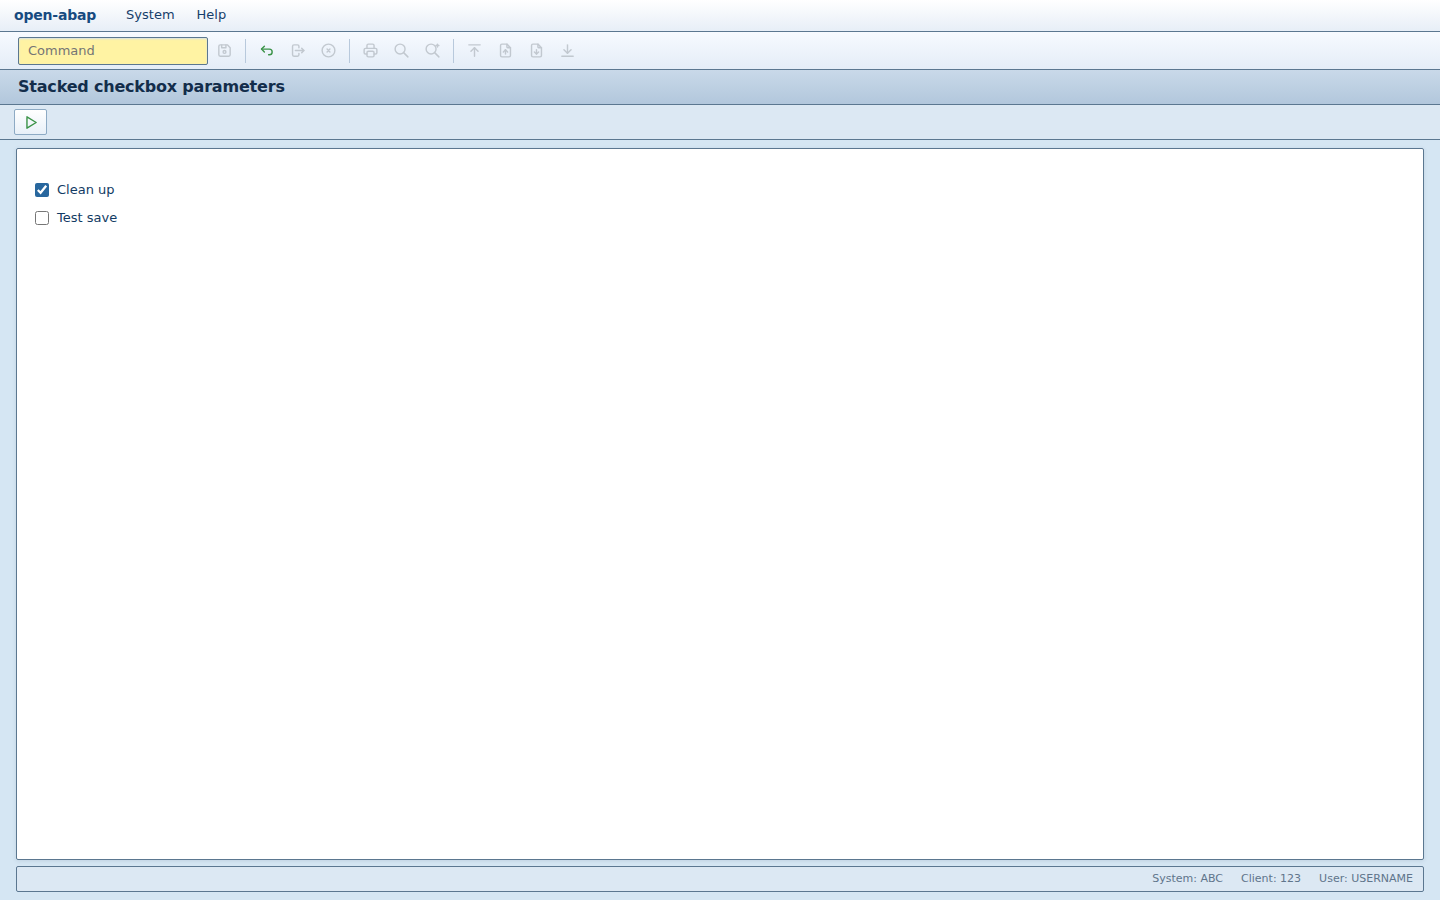 open-abap System Help
Command
Stacked checkbox parameters
Clean up
Test save
System: ABC Client: 123 User: USERNAME